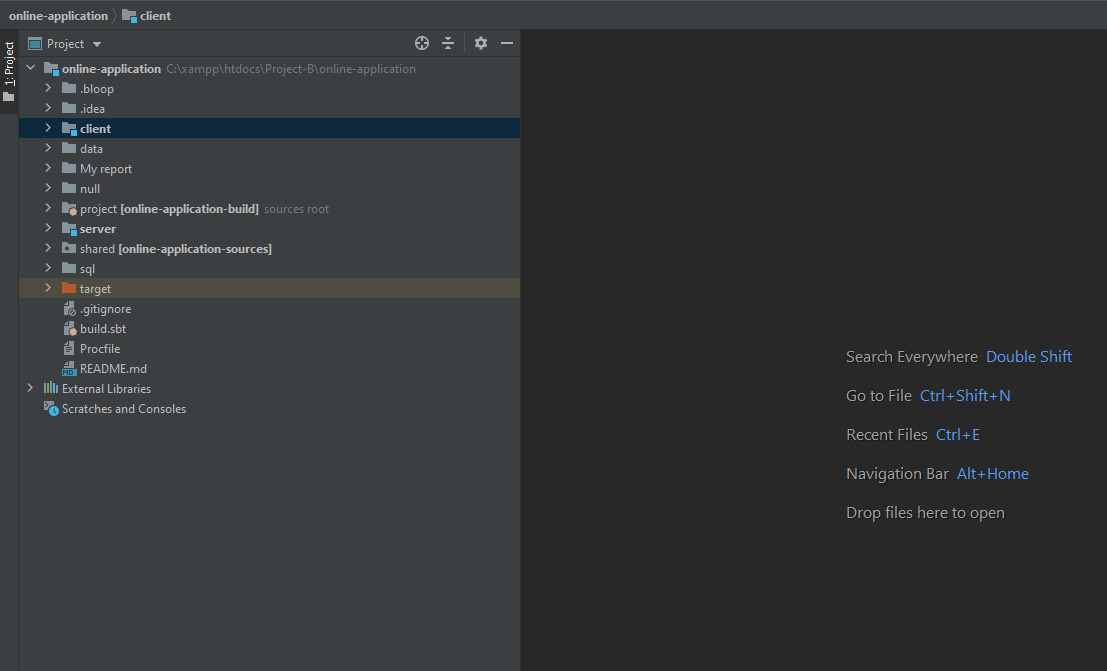 online-application client
1: Project
Project
online-application C:\xampp\htdocs\Project-B\online-application
.bloop
.idea
client
data
My report
null
project [online-application-build] sources root
server
shared [online-application-sources]
sql
target
.gitignore
build.sbt
Procfile
README.md
External Libraries
Scratches and Consoles
Search Everywhere Double Shift
Go to File Ctrl+Shift+N
Recent Files Ctrl+E
Navigation Bar Alt+Home
Drop files here to open